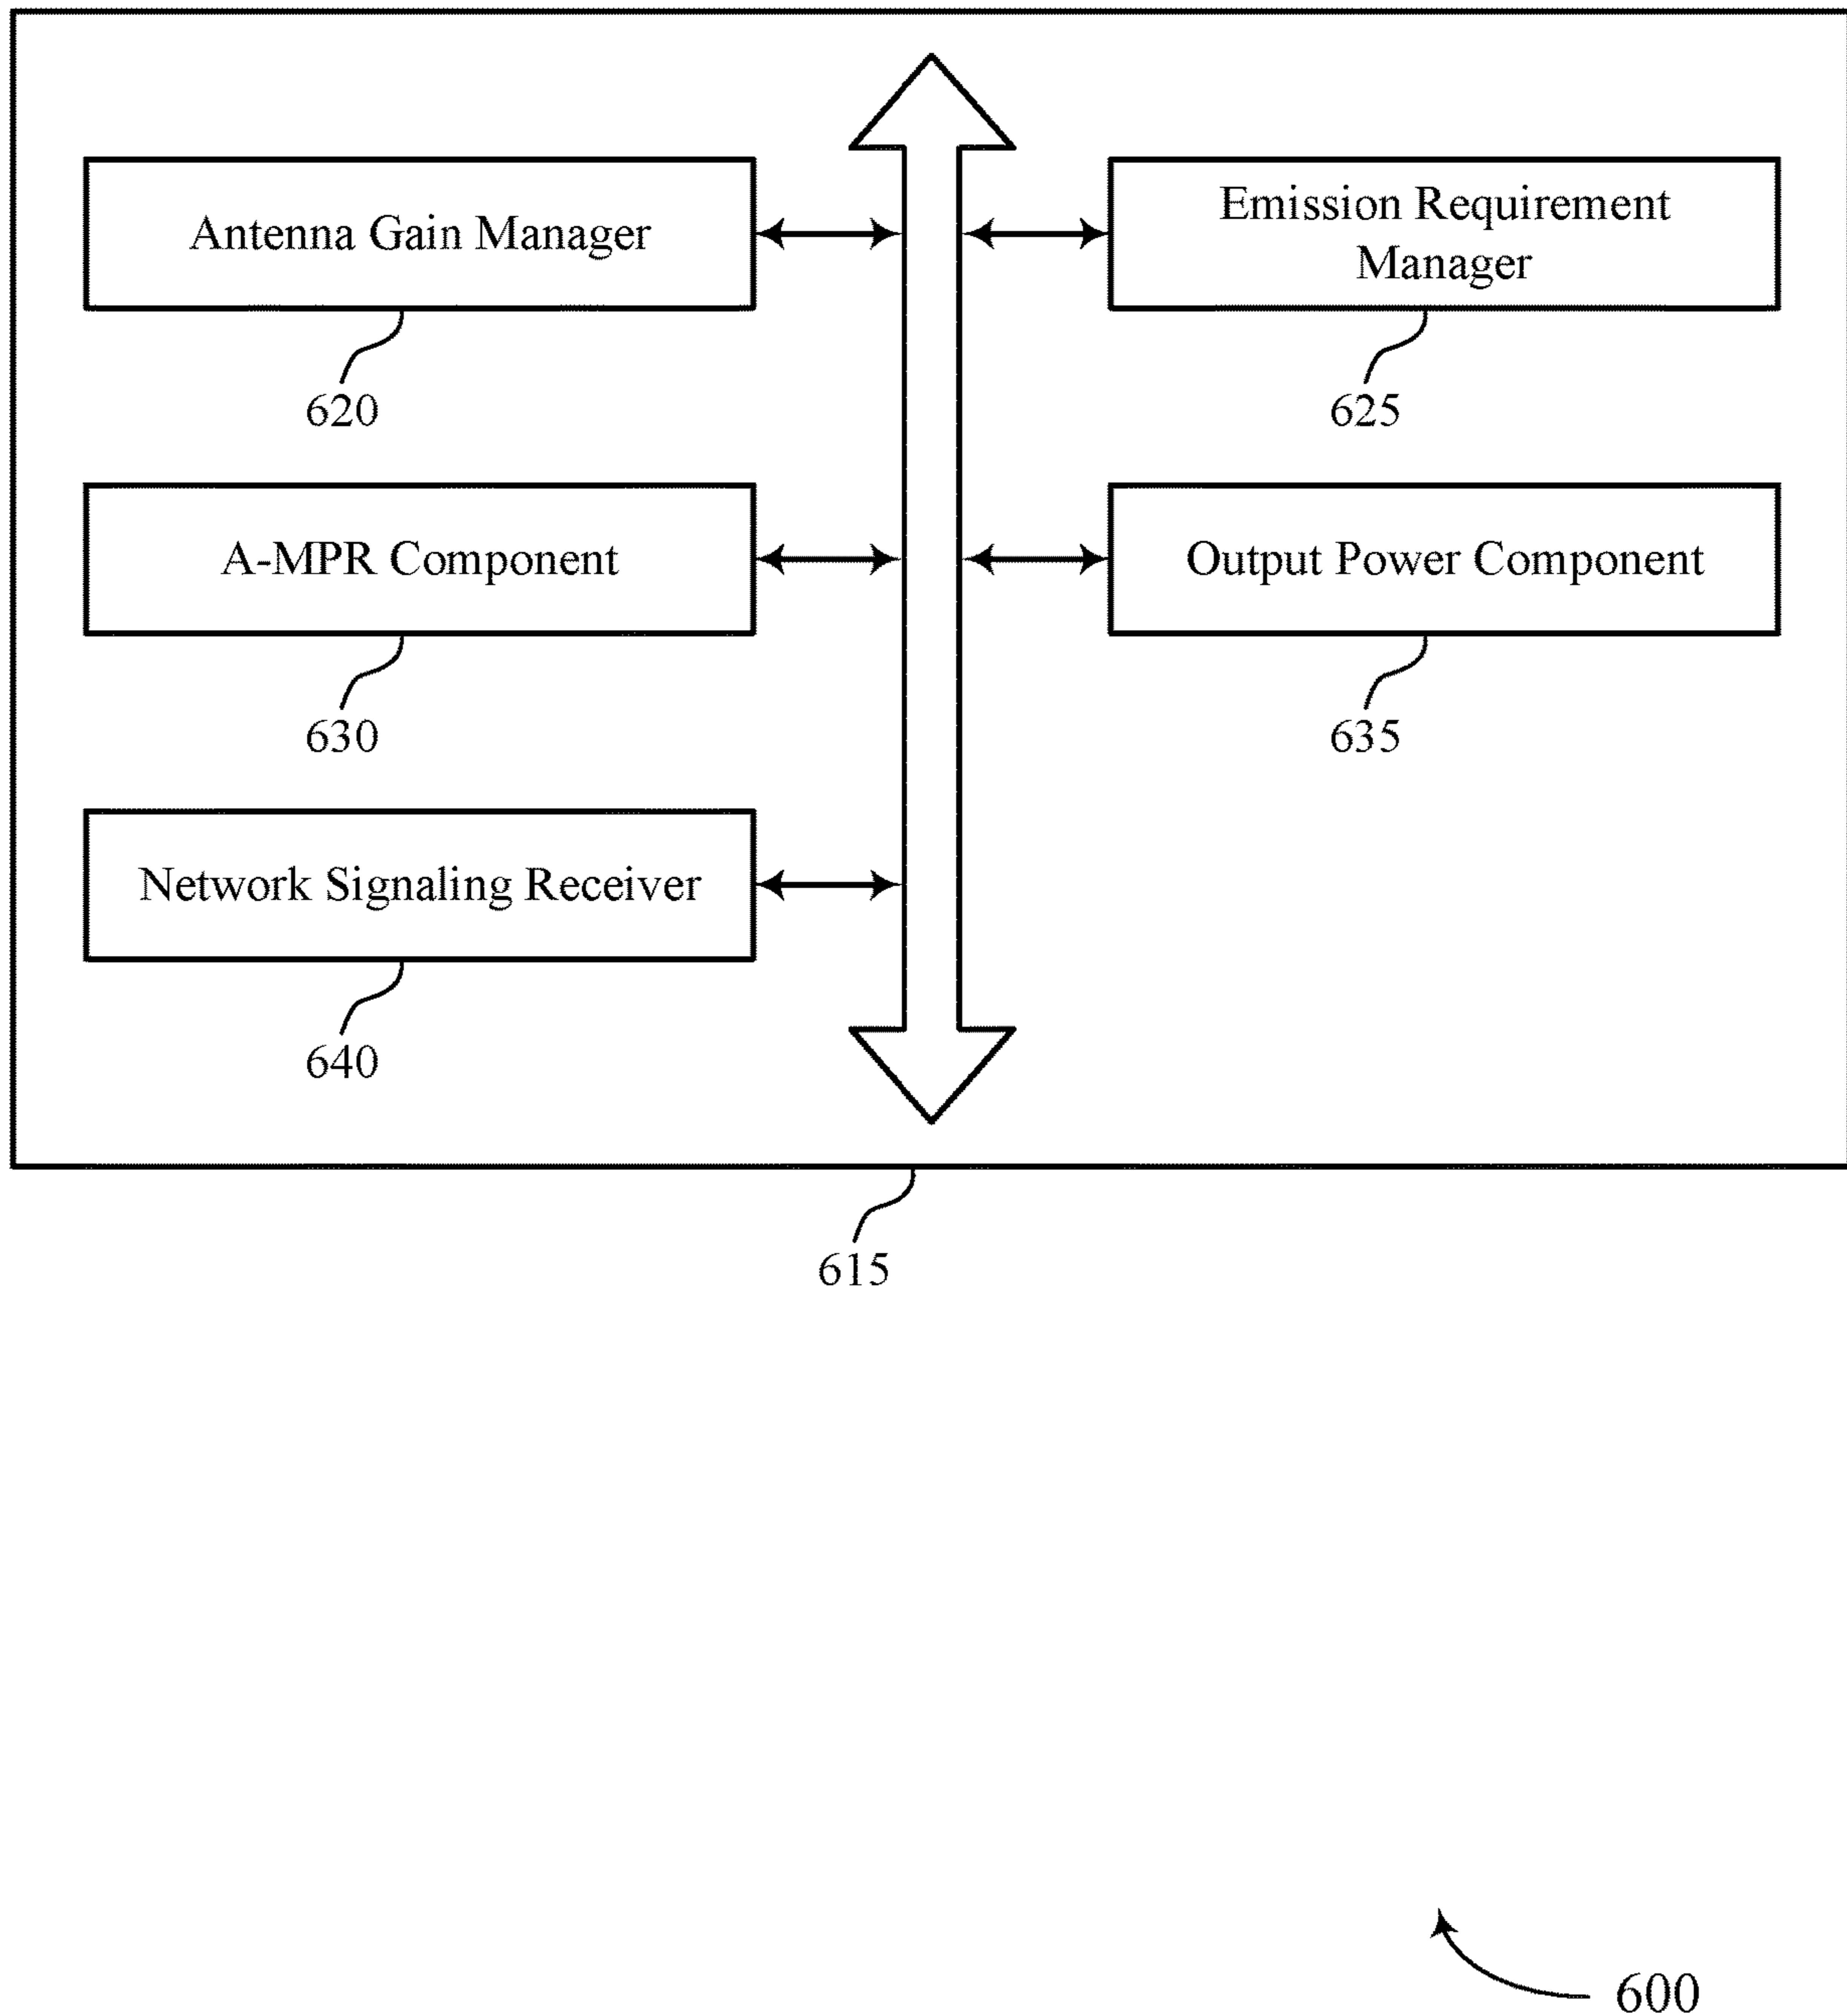 Antenna Gain Manager
620
Emission Requirement
Manager
625
A-MPR Component
630
Output Power Component
635
Network Signaling Receiver
640
615
600